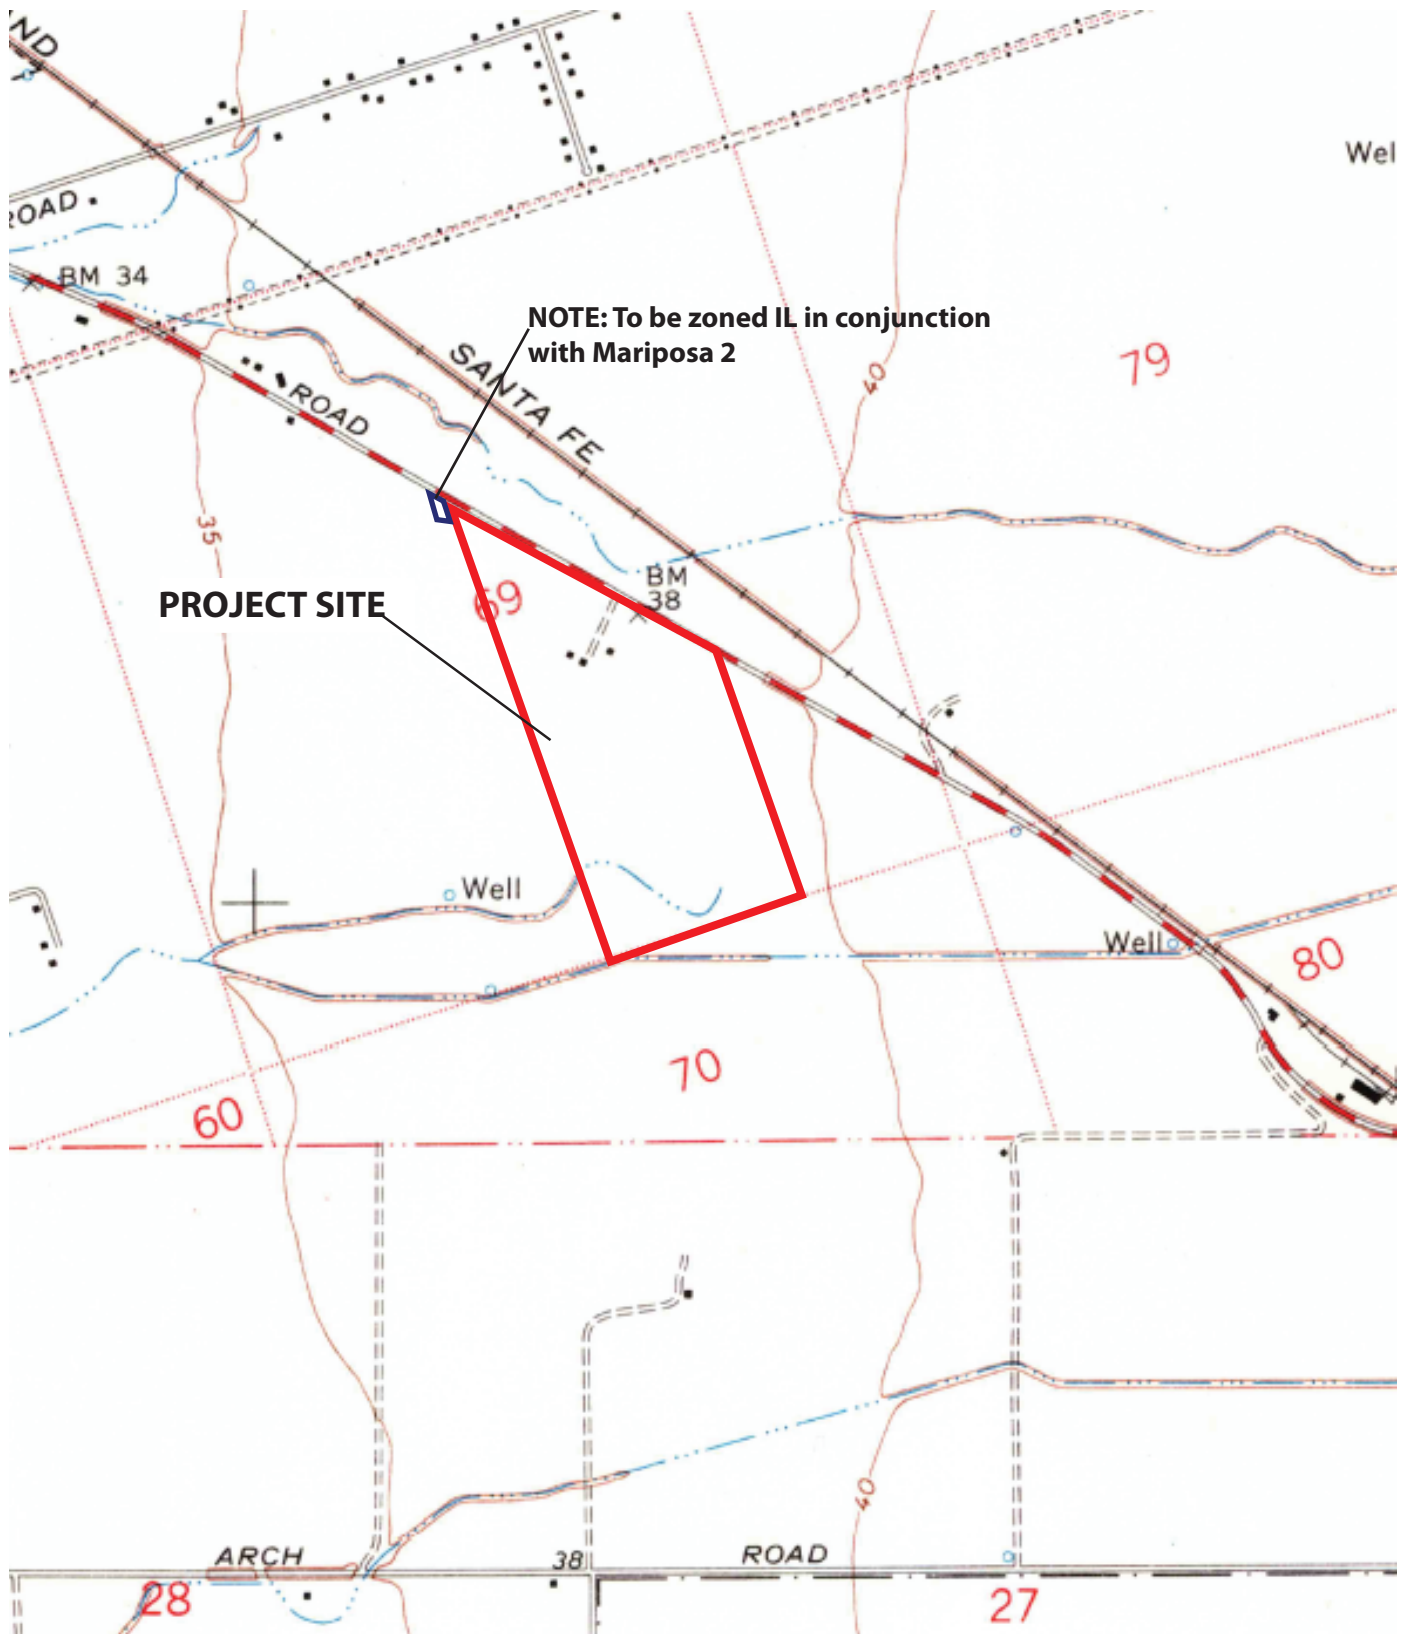 ND
Wel
ROAD
BM 34
NOTE: To be zoned IL in conjunction
with Mariposa 2
SANTA FE
79
40
ROAD
35
BM
38
69
PROJECT SITE
Well
Well
80
70
60
40
ARCH
38
ROAD
28
27